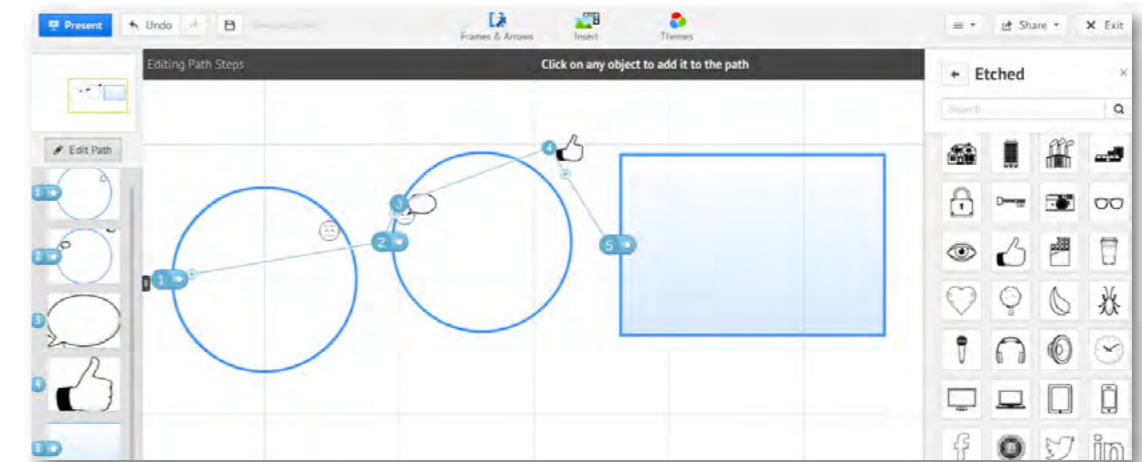 Present
Undo
Frames & Arrows
Insert
Themes
Share
Exit
Editing Path Steps
Click on any object to add it to the path
Etched
Search
Edit Path
1
2
3
4
5
1
2
3
4
5